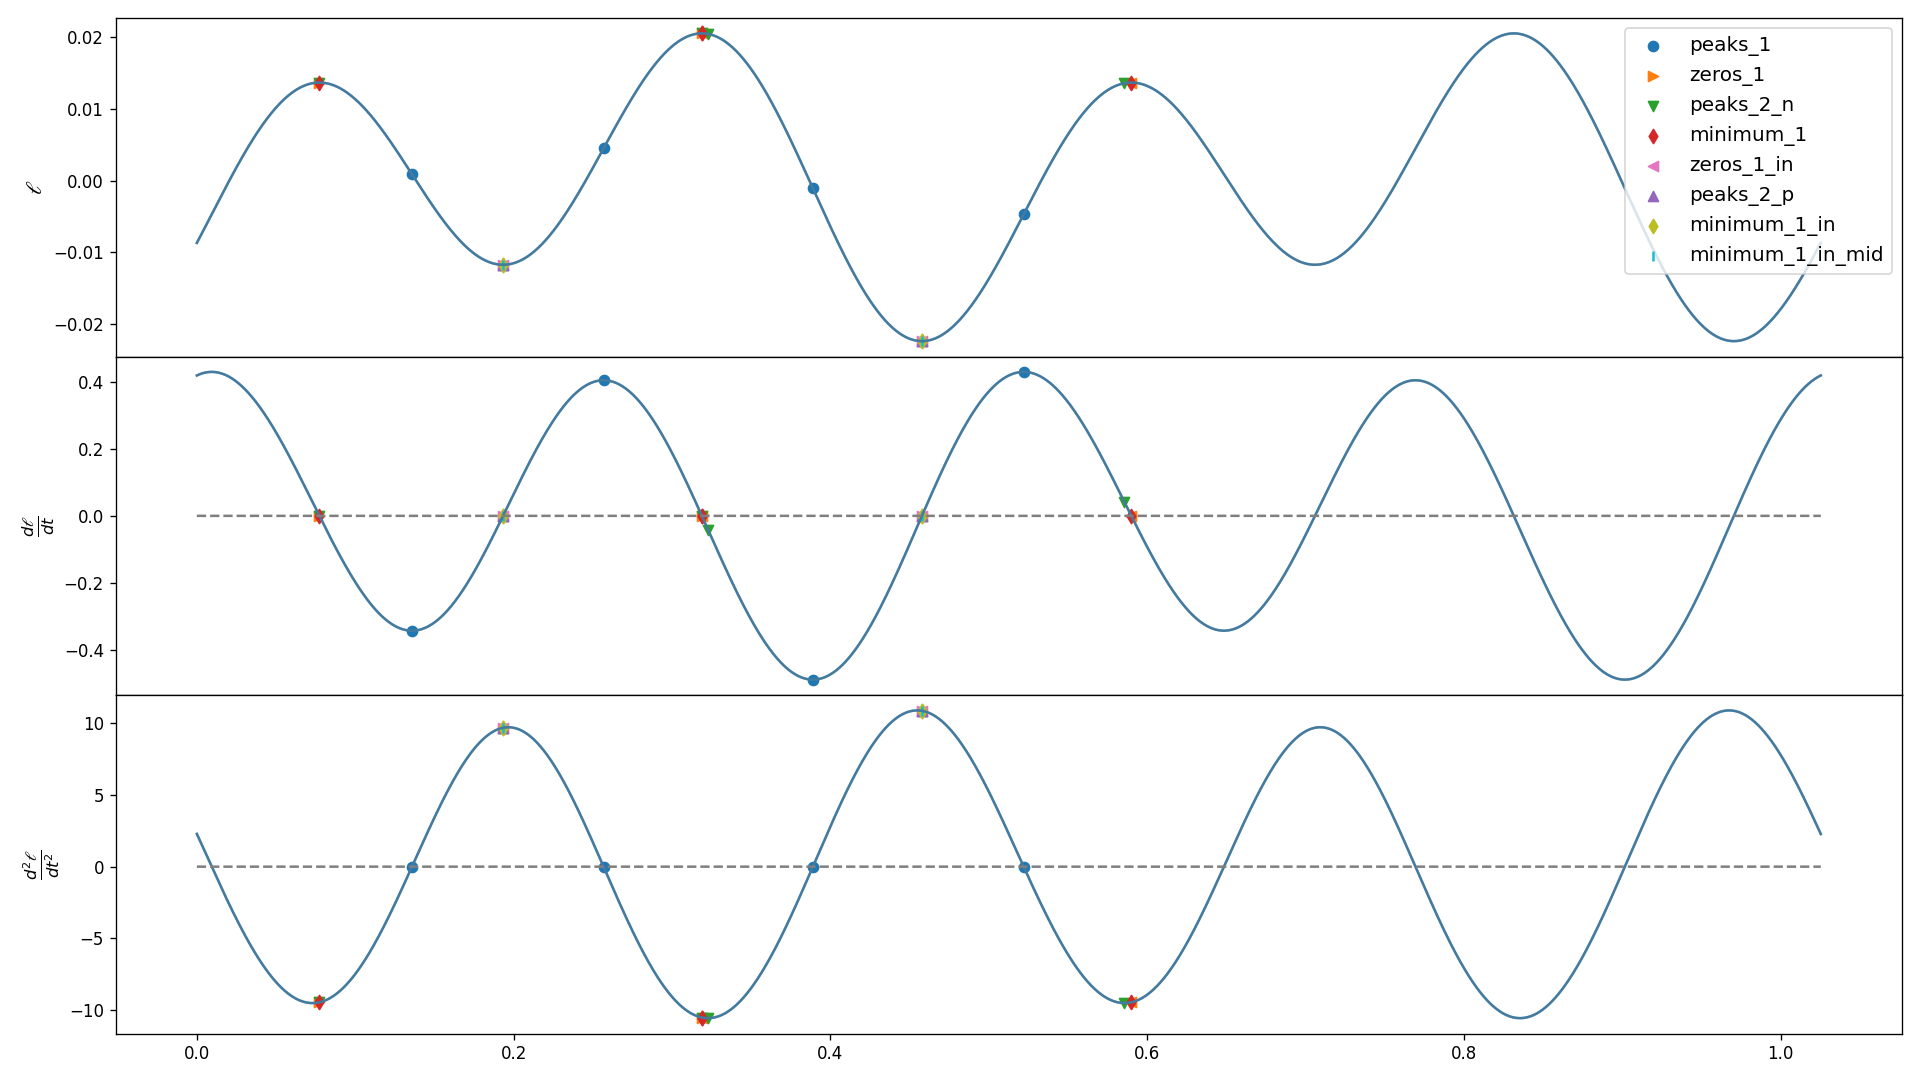 0.02
0.01
0.00
−0.01
−0.02
ℓ
peaks_1
zeros_1
peaks_2_n
minimum_1
zeros_1_in
peaks_2_p
minimum_1_in
minimum_1_in_mid
0.4
0.2
0.0
−0.2
−0.4
dℓ
dt
10
5
0
−5
−10
d²ℓ
dt²
0.0 0.2 0.4 0.6 0.8 1.0